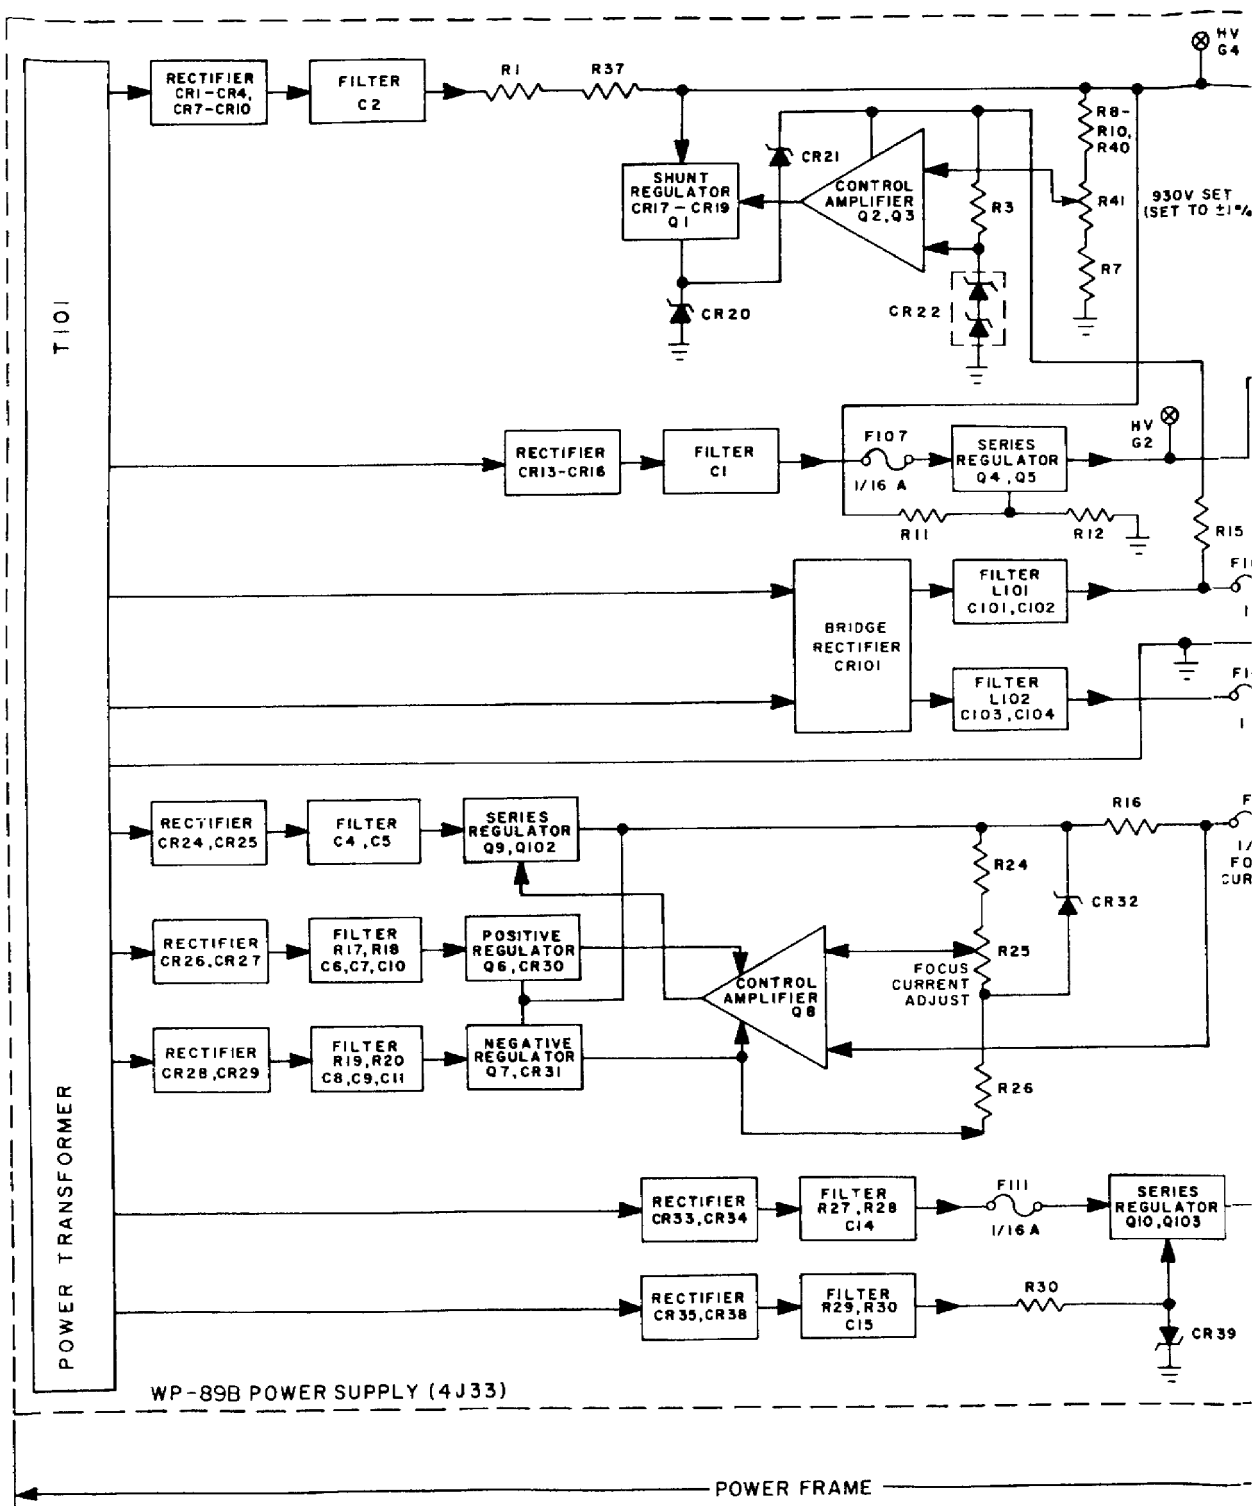 HV
G4
RECTIFIER
CR1-CR4,
CR7-CR10
FILTER
C2
R1
R37
R8-
R10,
R40
CR21
SHUNT
REGULATOR
CR17-CR19
Q1
CONTROL
AMPLIFIER
Q2,Q3
R3
R41
930V SET
(SET TO ±1%
R7
CR20
CR22
T101
HV
G2
RECTIFIER
CR13-CR16
FILTER
C1
F107
1/16 A
SERIES
REGULATOR
Q4,Q5
R11
R12
R15
FILTER
L101
C101,C102
F1
1
BRIDGE
RECTIFIER
CR101
FILTER
L102
C103,C104
F1
1
RECTIFIER
CR24,CR25
FILTER
C4,C5
SERIES
REGULATOR
Q9,Q102
R16
F
1/
FO
CUR
R24
CR32
RECTIFIER
CR26,CR27
FILTER
R17,R18
C6,C7,C10
POSITIVE
REGULATOR
Q6,CR30
CONTROL
AMPLIFIER
Q8
R25
FOCUS
CURRENT
ADJUST
RECTIFIER
CR28,CR29
FILTER
R19,R20
C8,C9,C11
NEGATIVE
REGULATOR
Q7,CR31
R26
POWER TRANSFORMER
RECTIFIER
CR33,CR34
FILTER
R27,R28
C14
F111
1/16 A
SERIES
REGULATOR
Q10,Q103
RECTIFIER
CR35,CR38
FILTER
R29,R30
C15
R30
CR39
WP-89B POWER SUPPLY (4J33)
POWER FRAME